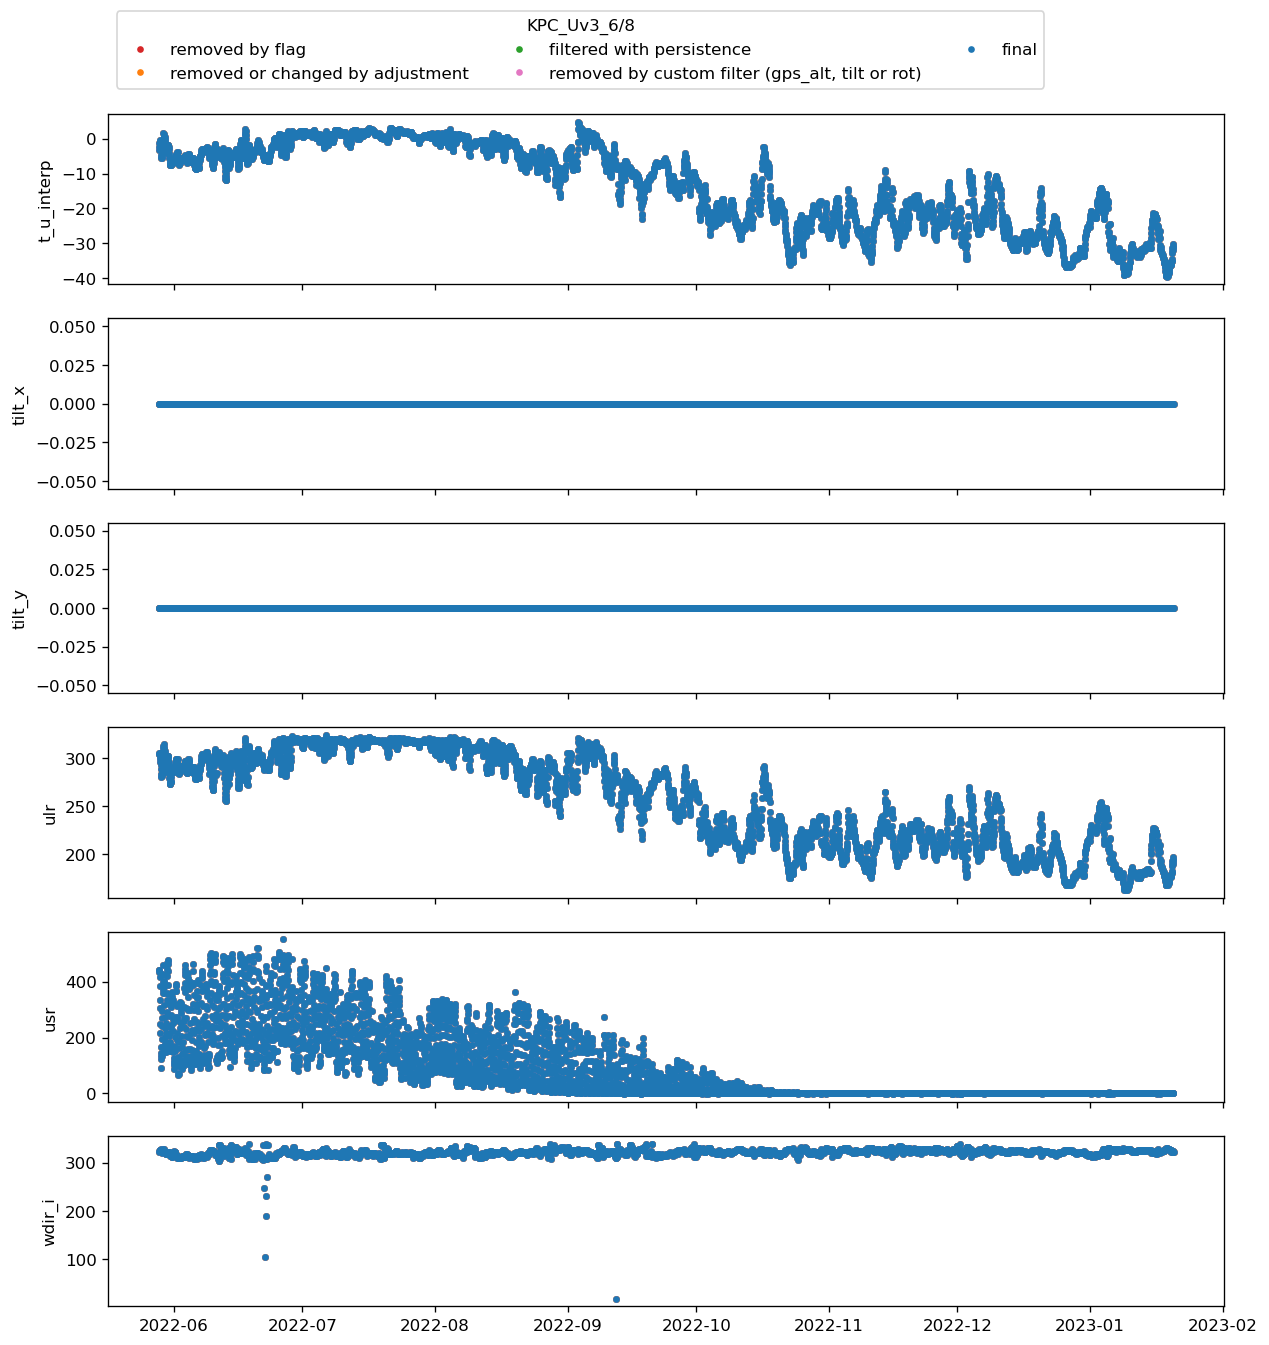 KPC_Uv3_6/8
removed by flag
filtered with persistence
final
removed or changed by adjustment
removed by custom filter (gps_alt, tilt or rot)
0
−10
−20
−30
−40
t_u_interp
0.050
0.025
0.000
−0.025
−0.050
tilt_x
0.050
0.025
0.000
−0.025
−0.050
tilt_y
300
250
200
ulr
400
200
0
usr
300
200
100
wdir_i
2022-06 2022-07 2022-08 2022-09 2022-10 2022-11 2022-12 2023-01 2023-02